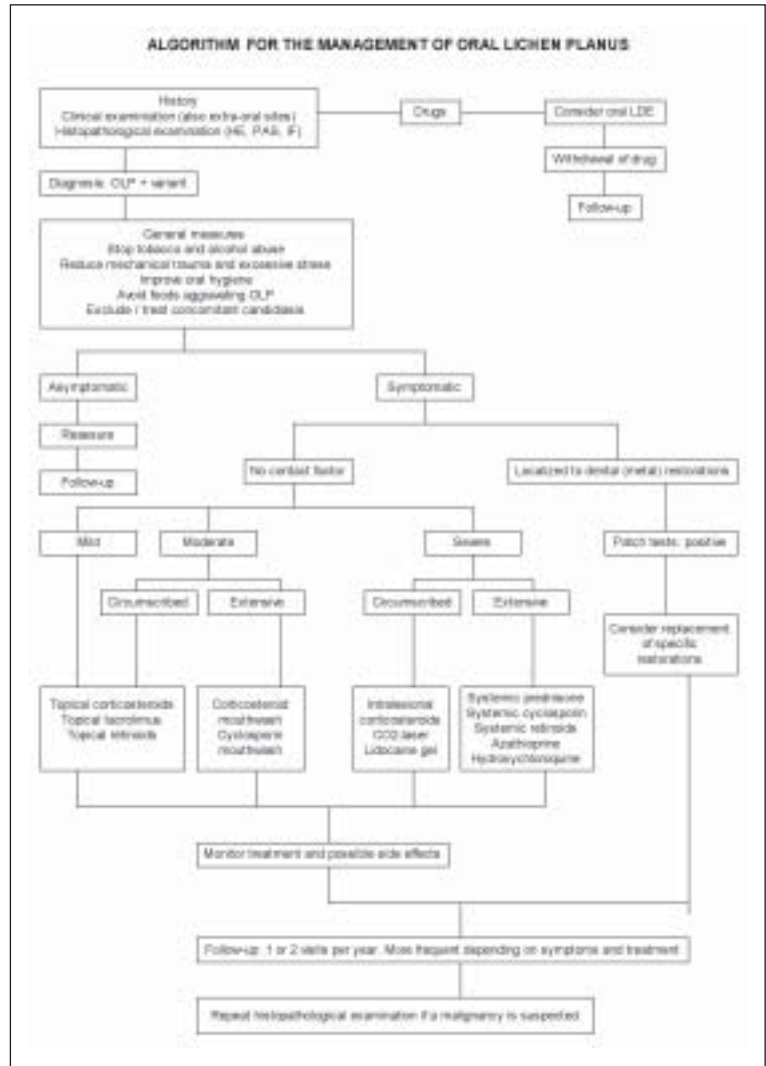 ALGORITHM FOR THE MANAGEMENT OF ORAL LICHEN PLANUS
History
Clinical examination (also extra-oral sites)
Histopathological examination (HE, PAS, IF)
Drugs
Consider oral LDE
Withdrawal of drug
Follow-up
Diagnosis: OLP + variant
General measures
Stop tobacco and alcohol abuse
Reduce mechanical trauma and excessive stress
Improve oral hygiene
Avoid foods aggravating OLP
Exclude / treat concomitant candidiasis
Asymptomatic
Symptomatic
Reassure
Follow-up
No contact factor
Localized to dental (metal) restorations
Mild
Moderate
Severe
Patch tests: positive
Circumscribed
Extensive
Circumscribed
Extensive
Consider replacement
of specific
restorations
Topical corticosteroids
Topical tacrolimus
Topical retinoids
Corticosteroid
mouthwash
Cyclosporin
mouthwash
Intralesional
corticosteroids
CO2-laser
Lidocaine gel
Systemic prednisone
Systemic cyclosporin
Systemic retinoids
Azathioprine
Hydroxychloroquine
Monitor treatment and possible side effects
Follow-up: 1 or 2 visits per year. More frequent depending on symptoms and treatment
Repeat histopathological examination if a malignancy is suspected